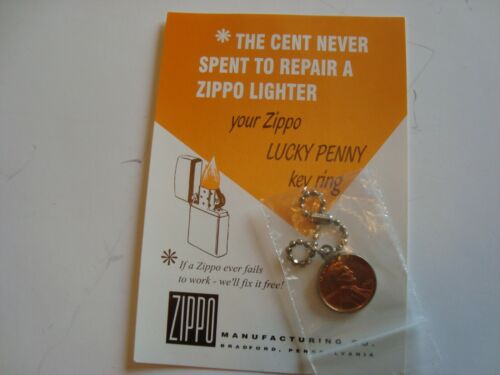 * THE CENT NEVER
SPENT TO REPAIR A
ZIPPO LIGHTER
your Zippo
LUCKY PENNY
key ring
* If a Zippo ever fails
to work - we'll fix it free!
ZIPPO MANUFACTURING CO.
BRADFORD, PENNSYLVANIA